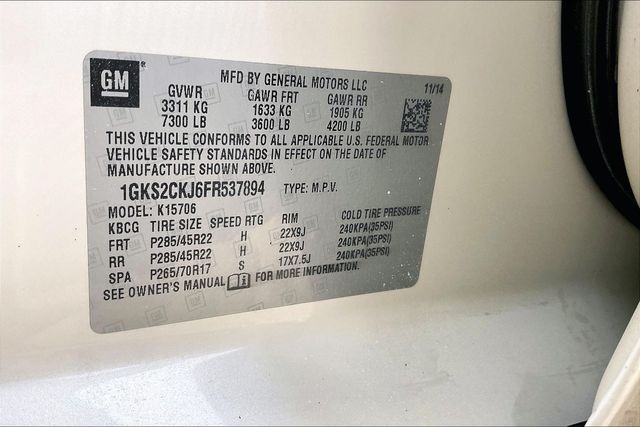 GM
MFD BY GENERAL MOTORS LLC
11/14
GVWR GAWR FRT GAWR RR
3311 KG 1633 KG 1905 KG
7300 LB 3600 LB 4200 LB
THIS VEHICLE CONFORMS TO ALL APPLICABLE U.S. FEDERAL MOTOR
VEHICLE SAFETY STANDARDS IN EFFECT ON THE DATE OF
MANUFACTURE SHOWN ABOVE.
1GKS2CKJ6FR537894 TYPE: M.P.V.
MODEL: K15706
KBCG TIRE SIZE SPEED RTG RIM COLD TIRE PRESSURE
FRT P285/45R22 H 22X9J 240KPA(35PSI)
RR P285/45R22 H 22X9J 240KPA(35PSI)
SPA P265/70R17 S 17X7.5J 240KPA(35PSI)
SEE OWNER'S MANUAL FOR MORE INFORMATION.